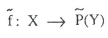 f̃: X → P̃(Y)